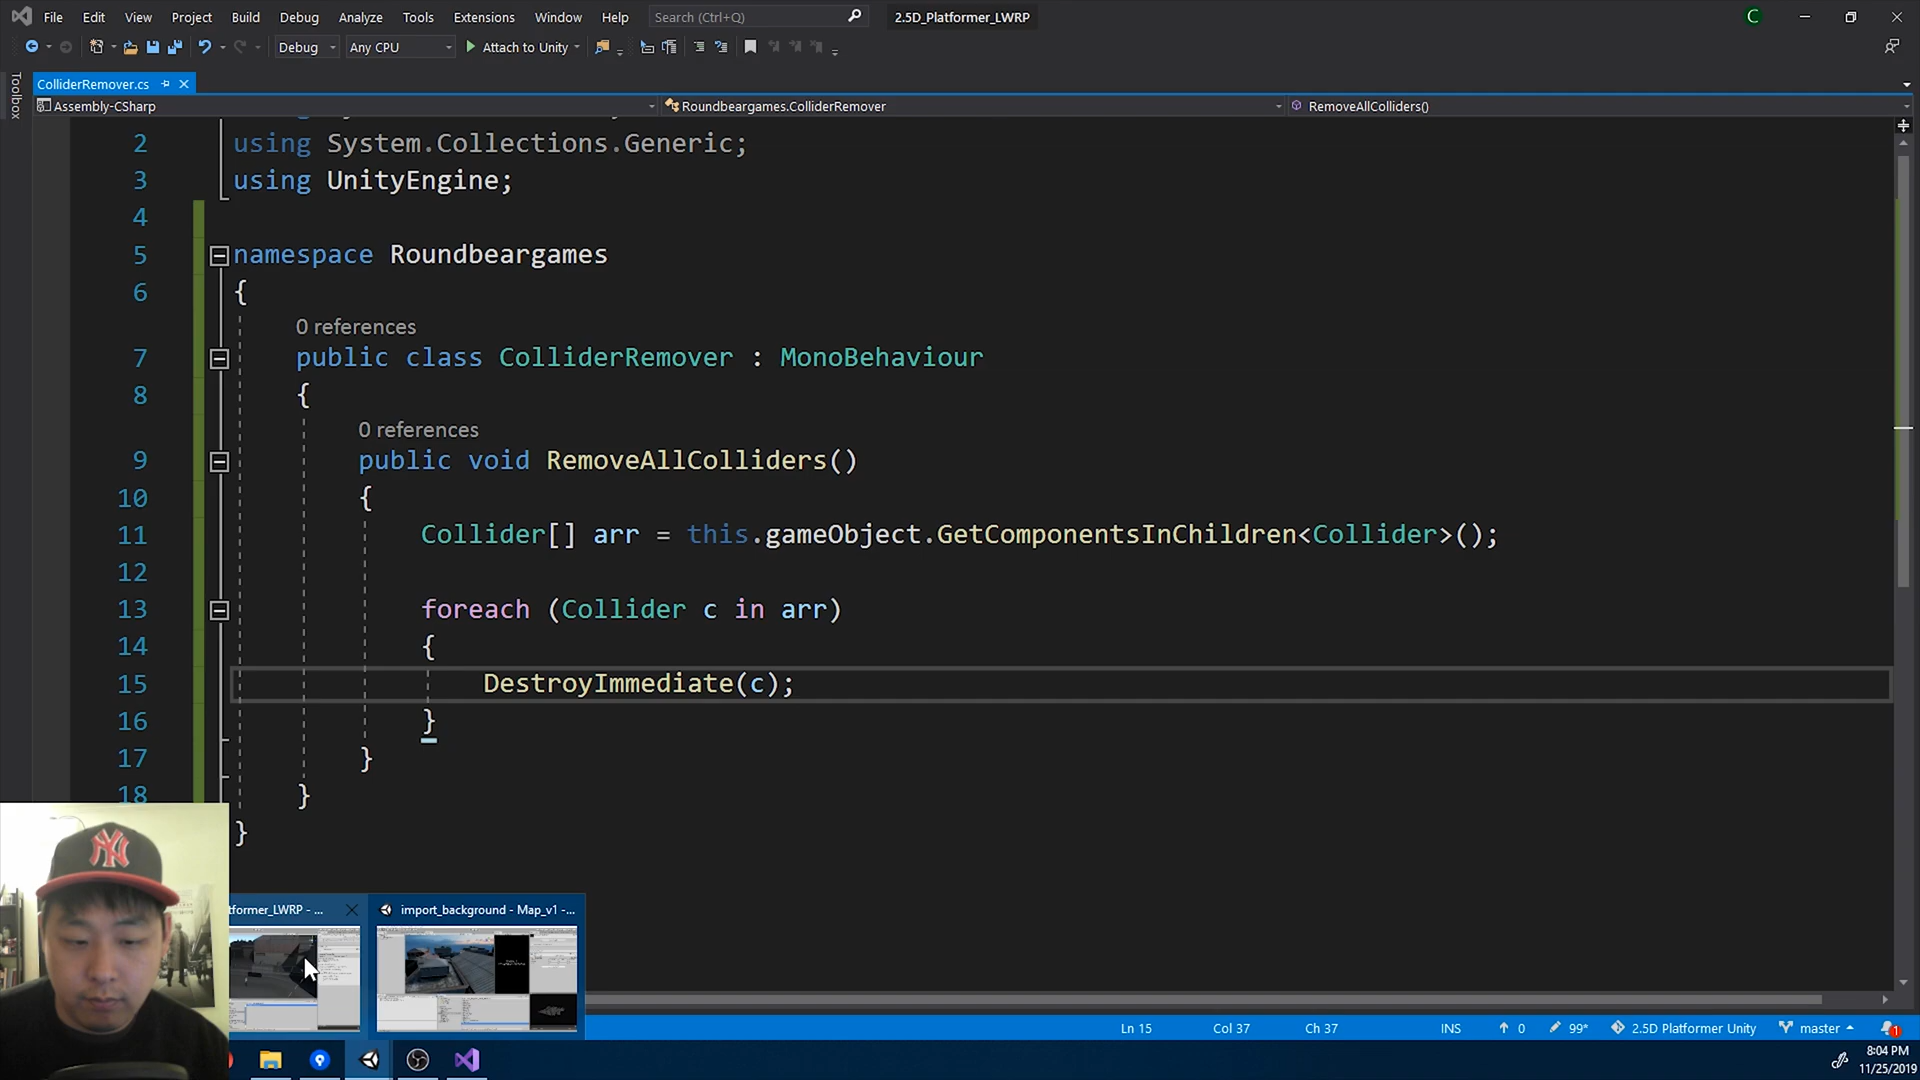 File Edit View Project Build Debug Analyze Tools Extensions Window Help Search (Ctrl+Q) 2.5D_Platformer_LWRP C
Debug Any CPU Attach to Unity
Toolbox
ColliderRemover.cs
Assembly-CSharp Roundbeargames.ColliderRemover RemoveAllColliders()
2 using System.Collections.Generic;
3 using UnityEngine;
4
5 namespace Roundbeargames
6 {
0 references
7 public class ColliderRemover : MonoBehaviour
8 {
0 references
9 public void RemoveAllColliders()
10 {
11 Collider[] arr = this.gameObject.GetComponentsInChildren<Collider>();
12
13 foreach (Collider c in arr)
14 {
15 DestroyImmediate(c);
16 }
17 }
18 }
}
tformer_LWRP - ... import_background - Map_v1 -...
Ln 15 Col 37 Ch 37 INS 0 99* 2.5D Platformer Unity master 1
8:04 PM
11/25/2019